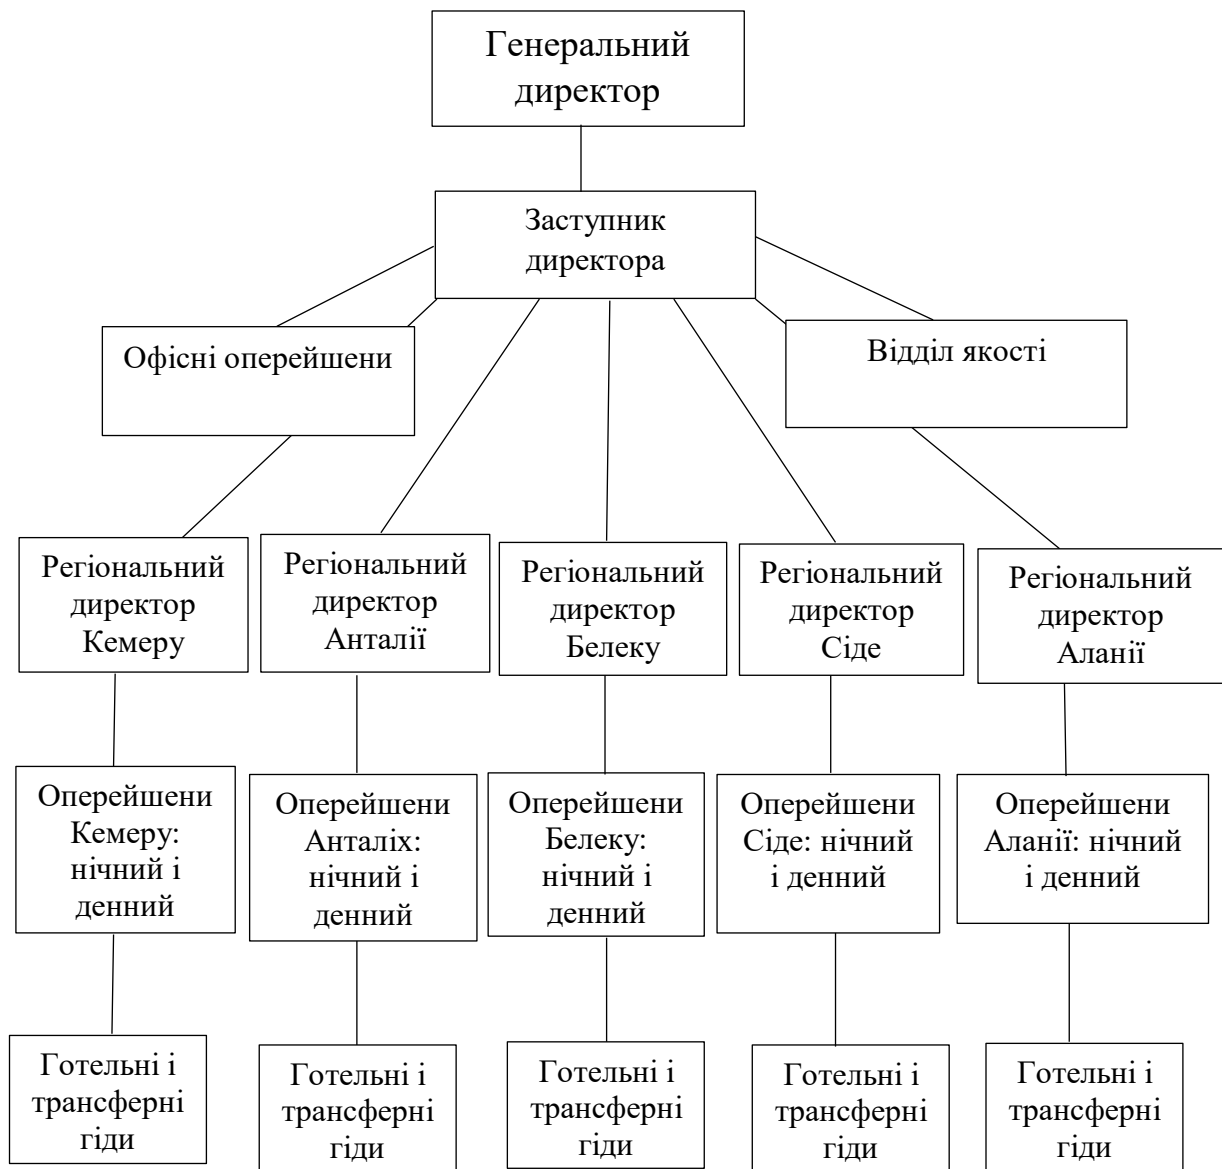 Генеральний
директор
Заступник
директора
Офісні оперейшени
Відділ якості
Регіональний
директор
Кемеру
Регіональний
директор
Анталії
Регіональний
директор
Белеку
Регіональний
директор
Сіде
Регіональний
директор
Аланії
Оперейшени
Кемеру:
нічний і
денний
Оперейшени
Анталіх:
нічний і
денний
Оперейшени
Белеку:
нічний і
денний
Оперейшени
Сіде: нічний
і денний
Оперейшени
Аланії: нічний
і денний
Готельні і
трансферні
гіди
Готельні і
трансферні
гіди
Готельні і
трансферні
гіди
Готельні і
трансферні
гіди
Готельні і
трансферні
гіди